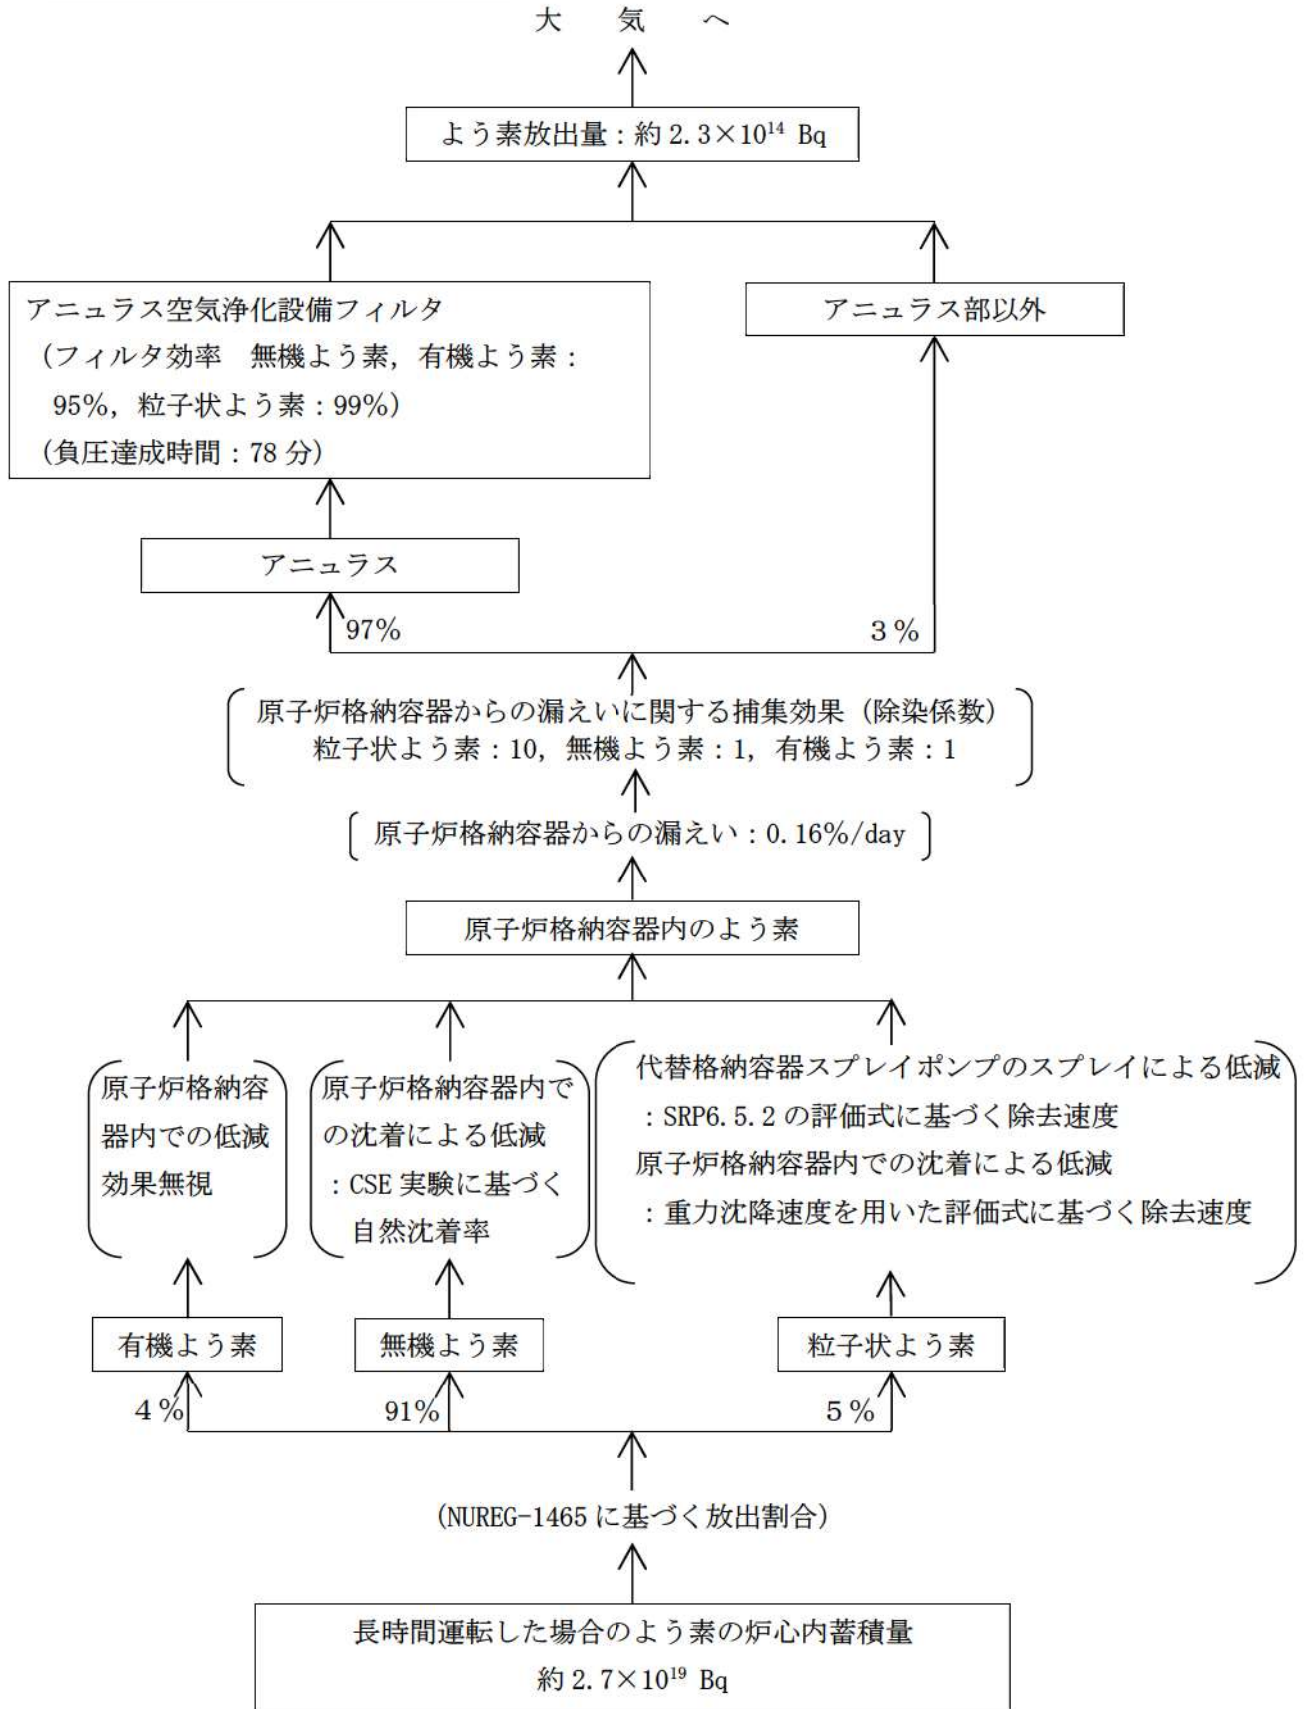 大気へ
よう素放出量：約2.3×10¹⁴ Bq
アニュラス空気浄化設備フィルタ
（フィルタ効率　無機よう素，有機よう素：
95%，粒子状よう素：99%）
（負圧達成時間：78分）
アニュラス部以外
アニュラス
97%
3%
原子炉格納容器からの漏えいに関する捕集効果（除染係数）
粒子状よう素：10，無機よう素：1，有機よう素：1
原子炉格納容器からの漏えい：0.16%/day
原子炉格納容器内のよう素
原子炉格納容
器内での低減
効果無視
原子炉格納容器内で
の沈着による低減
：CSE実験に基づく
自然沈着率
代替格納容器スプレイポンプのスプレイによる低減
：SRP6.5.2の評価式に基づく除去速度
原子炉格納容器内での沈着による低減
：重力沈降速度を用いた評価式に基づく除去速度
有機よう素
無機よう素
粒子状よう素
4%
91%
5%
（NUREG-1465に基づく放出割合）
長時間運転した場合のよう素の炉心内蓄積量
約2.7×10¹⁹ Bq